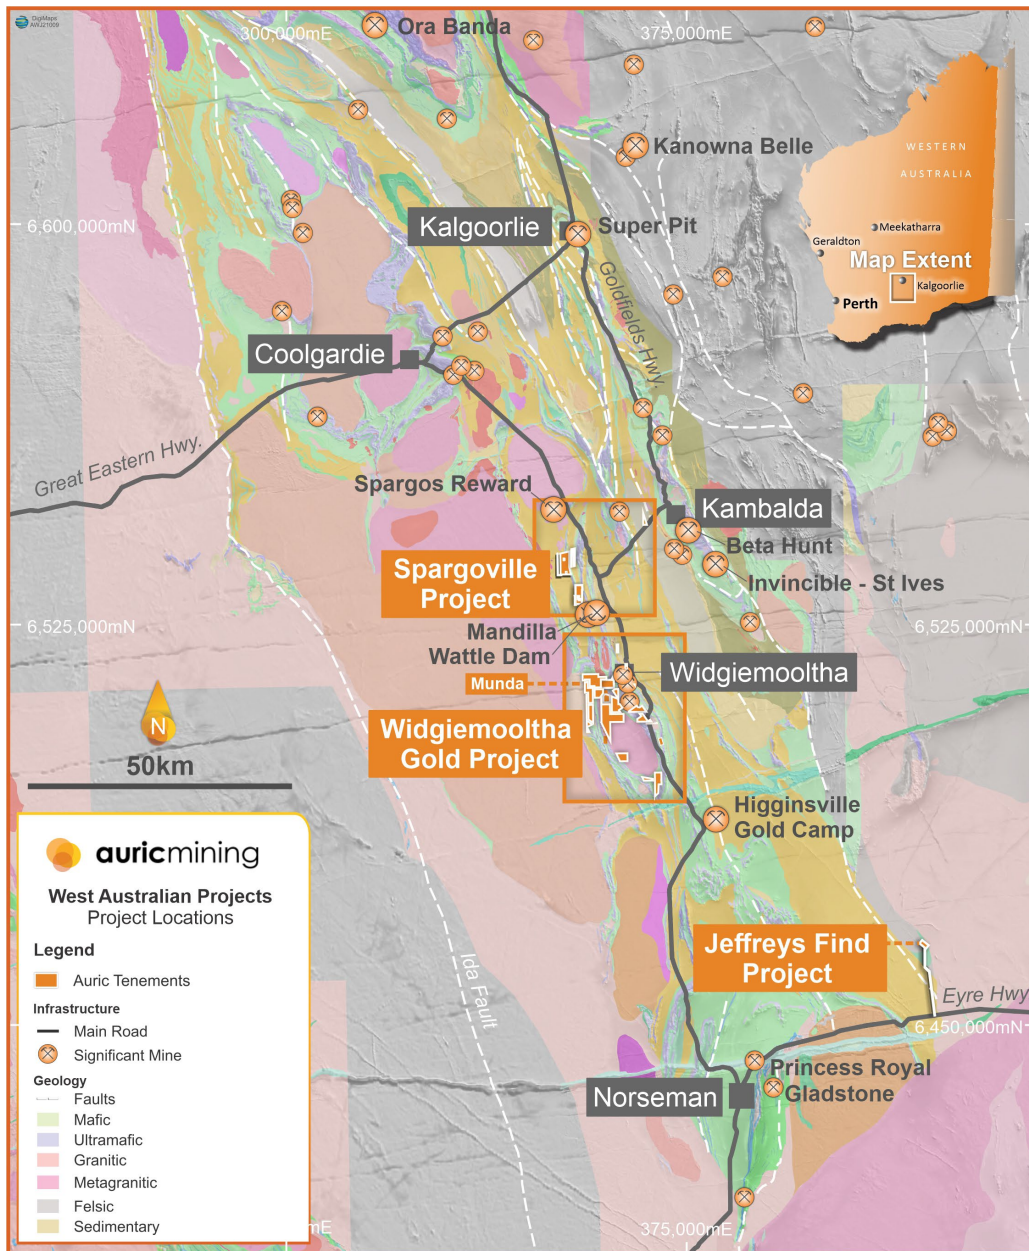 DigiMaps
AWJ21009
300,000mE
Ora Banda
375,000mE
Kanowna Belle
WESTERN
AUSTRALIA
6,600,000mN
Kalgoorlie
Super Pit
Meekatharra
Geraldton
Map Extent
Kalgoorlie
Perth
Goldfields Hwy.
Coolgardie
Great Eastern Hwy.
Spargos Reward
Kambalda
Beta Hunt
Spargoville
Project
Invincible - St Ives
6,525,000mN
Mandilla
Wattle Dam
6,525,000mN
Widgiemooltha
Munda
N
Widgiemooltha
Gold Project
50km
Higginsville
Gold Camp
auricmining
West Australian Projects
Project Locations
Legend
Auric Tenements
Infrastructure
Main Road
Significant Mine
Geology
Faults
Mafic
Ultramafic
Granitic
Metagranitic
Felsic
Sedimentary
Jeffreys Find
Project
Ida Fault
Eyre Hwy
6,450,000mN
Princess Royal
Gladstone
Norseman
mE
375,000mE